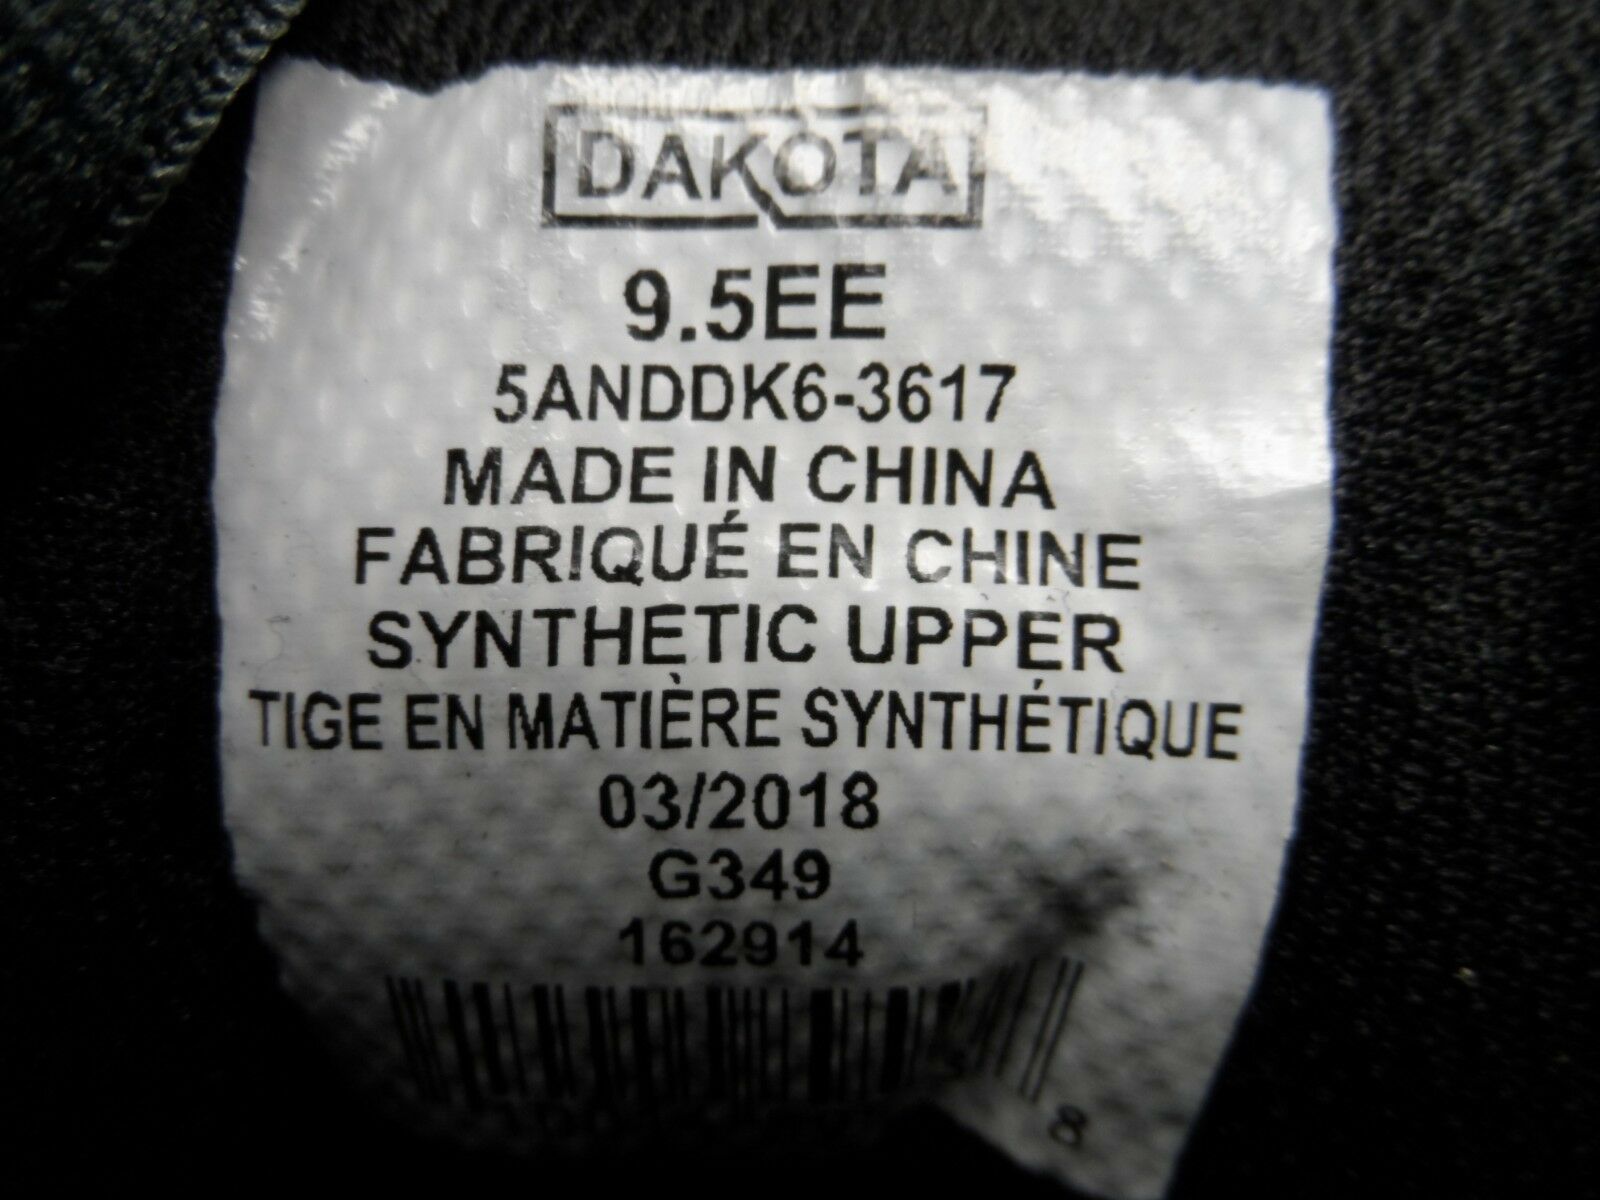 DAKOTA
9.5EE
5ANDDK6-3617
MADE IN CHINA
FABRIQUÉ EN CHINE
SYNTHETIC UPPER
TIGE EN MATIÈRE SYNTHÉTIQUE
03/2018
G349
162914
8